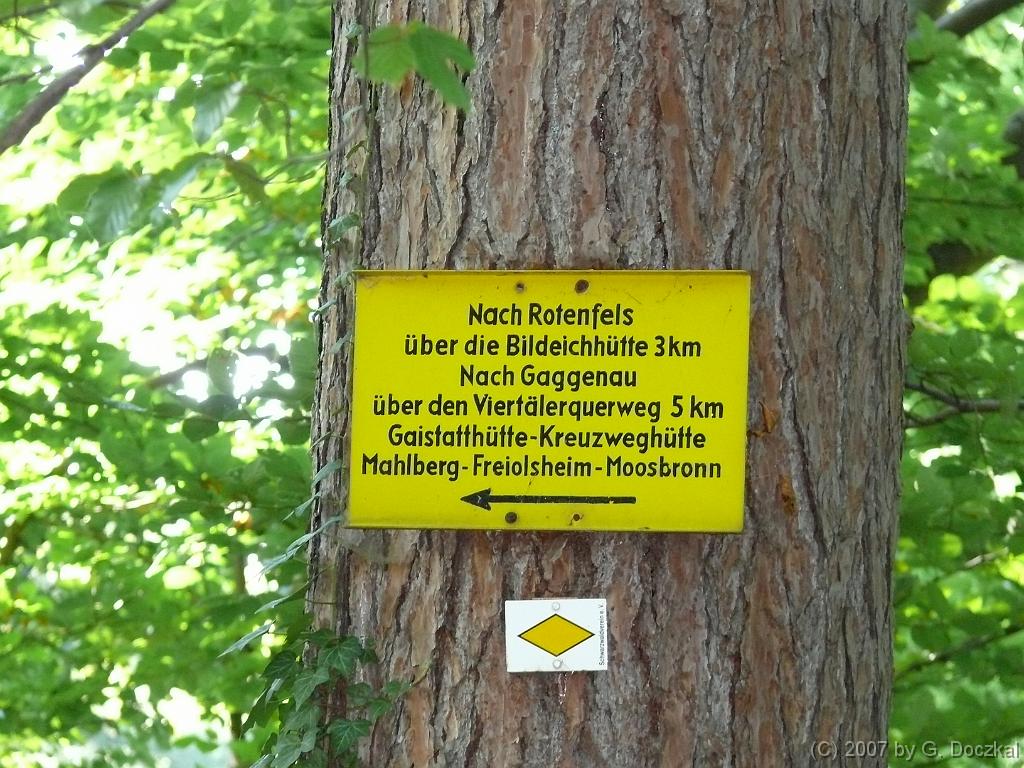 Nach Rotenfels
über die Bildeichhütte 3km
Nach Gaggenau
über den Viertälerquerweg 5 km
Gaistatthütte-Kreuzweghütte
Mahlberg-Freiolsheim-Moosbronn
Schwarzwaldverein e.V.
(C) 2007 by G. Doczkal